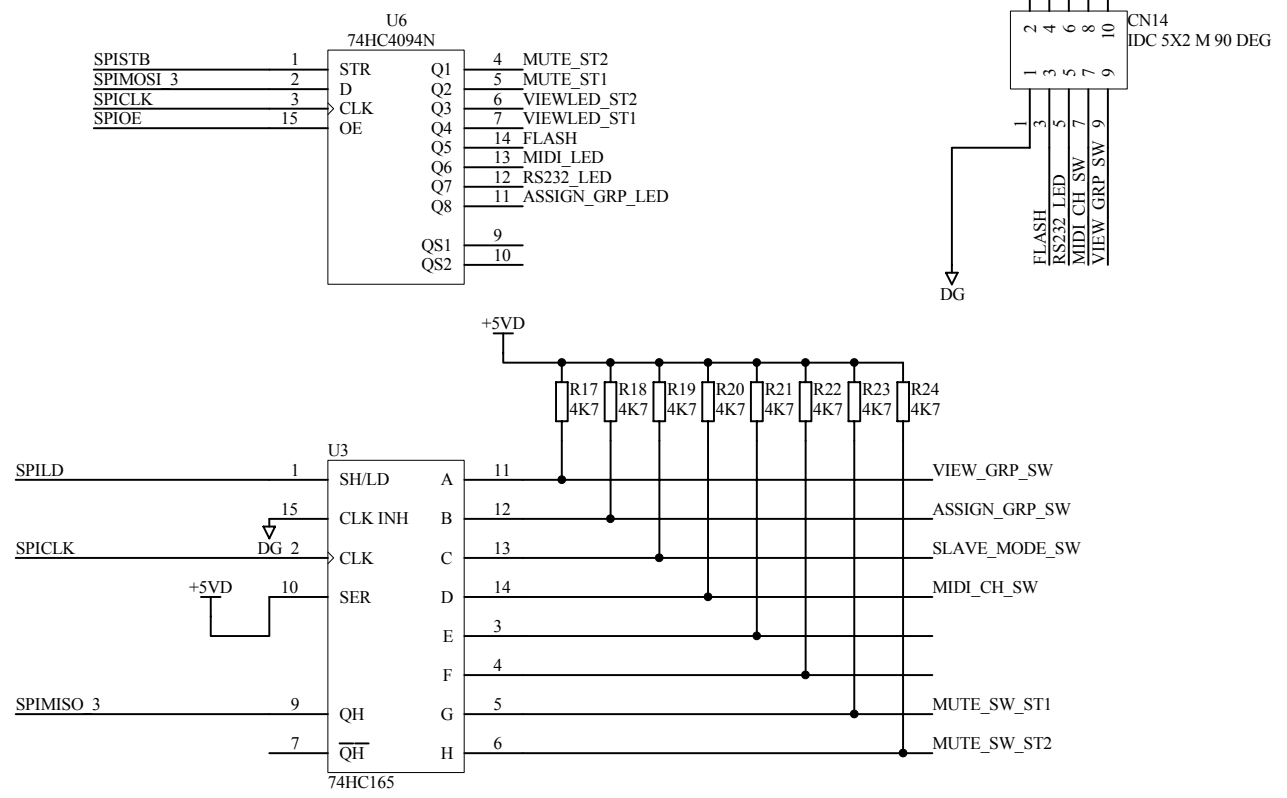 U6
74HC4094N
SPISTB 1 STR Q1 4 MUTE_ST2
SPIMOSI_3 2 D Q2 5 MUTE_ST1
SPICLK 3 CLK Q3 6 VIEWLED_ST2
SPIOE 15 OE Q4 7 VIEWLED_ST1
Q5 14 FLASH
Q6 13 MIDI_LED
Q7 12 RS232_LED
Q8 11 ASSIGN_GRP_LED
QS1 9
QS2 10
CN14
IDC 5X2 M 90 DEG
2 4 6 8 10
1 3 5 7 9
1 3 5 7 9
FLASH
RS232_LED
MIDI_CH_SW
VIEW_GRP_SW
DG
+5VD
R17 R18 R19 R20 R21 R22 R23 R24
4K7 4K7 4K7 4K7 4K7 4K7 4K7 4K7
U3
SPILD 1 SH/LD A 11 VIEW_GRP_SW
15 CLK INH B 12 ASSIGN_GRP_SW
DG
SPICLK 2 CLK C 13 SLAVE_MODE_SW
+5VD 10 SER D 14 MIDI_CH_SW
E 3
F 4
SPIMISO_3 9 QH G 5 MUTE_SW_ST1
7 QH H 6 MUTE_SW_ST2
74HC165